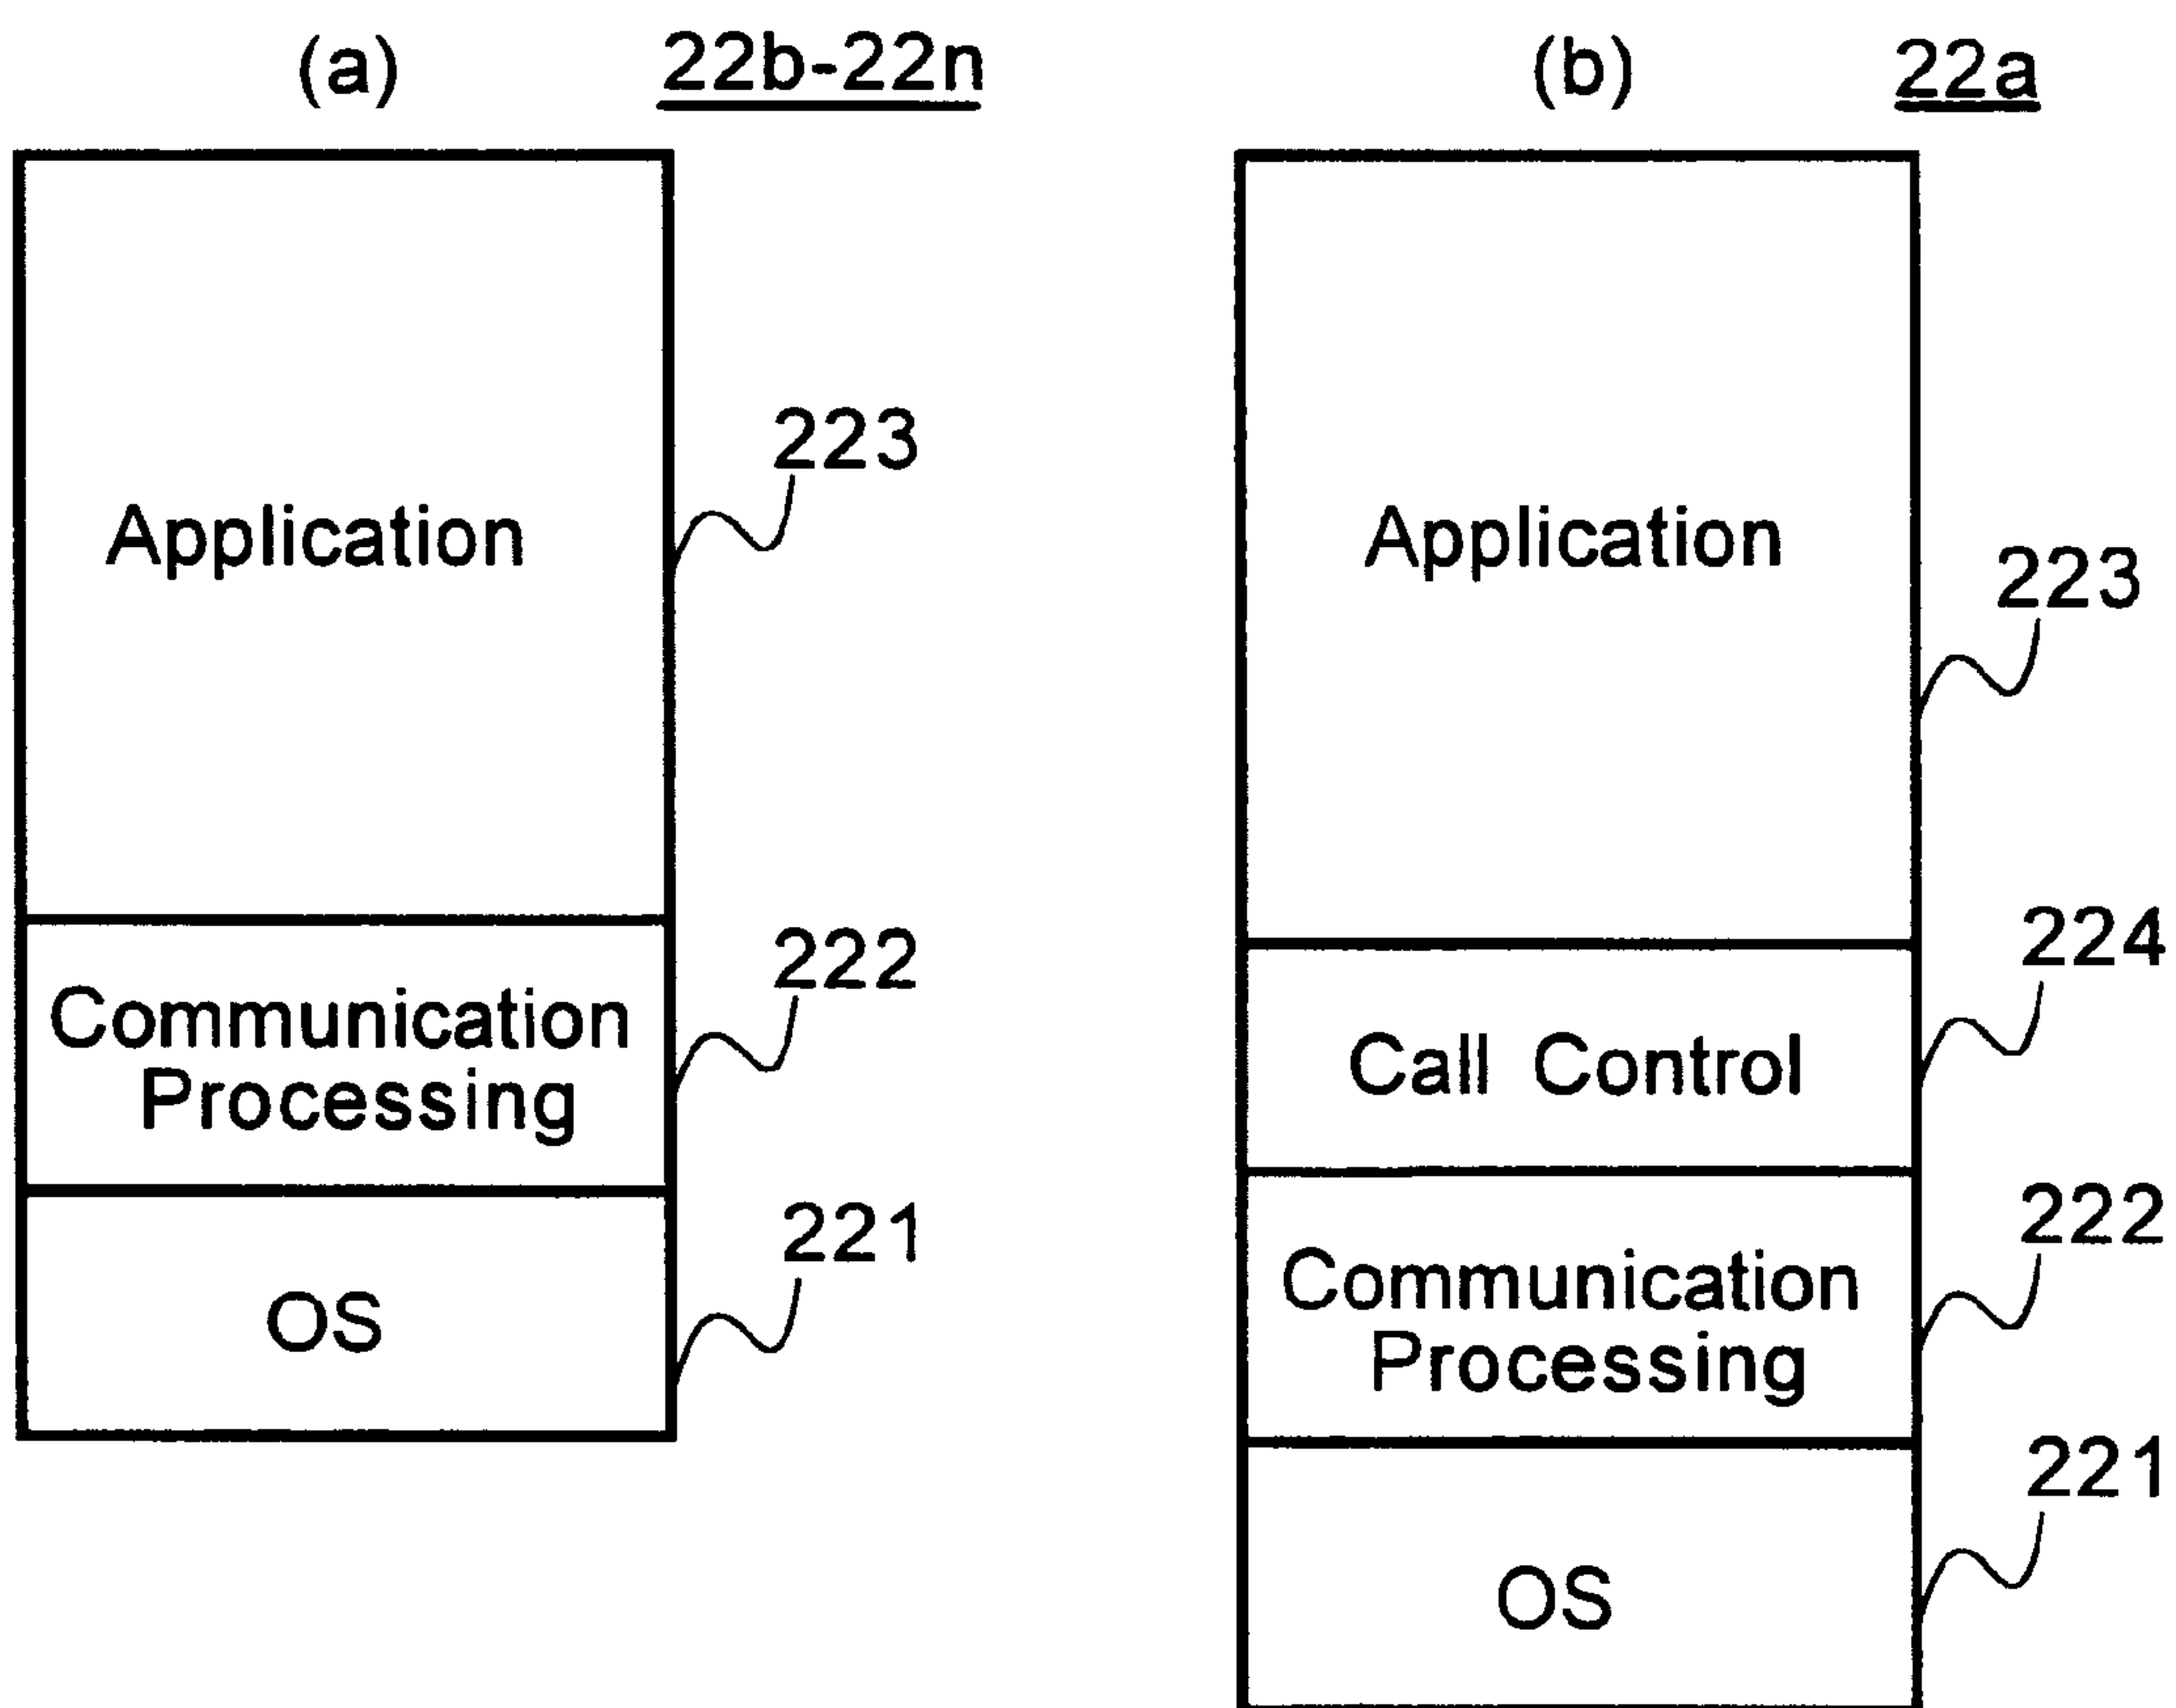 (a)
22b-22n
Application
223
Communication
Processing
222
OS
221
(b)
22a
Application
223
Call Control
224
Communication
Processing
222
OS
221